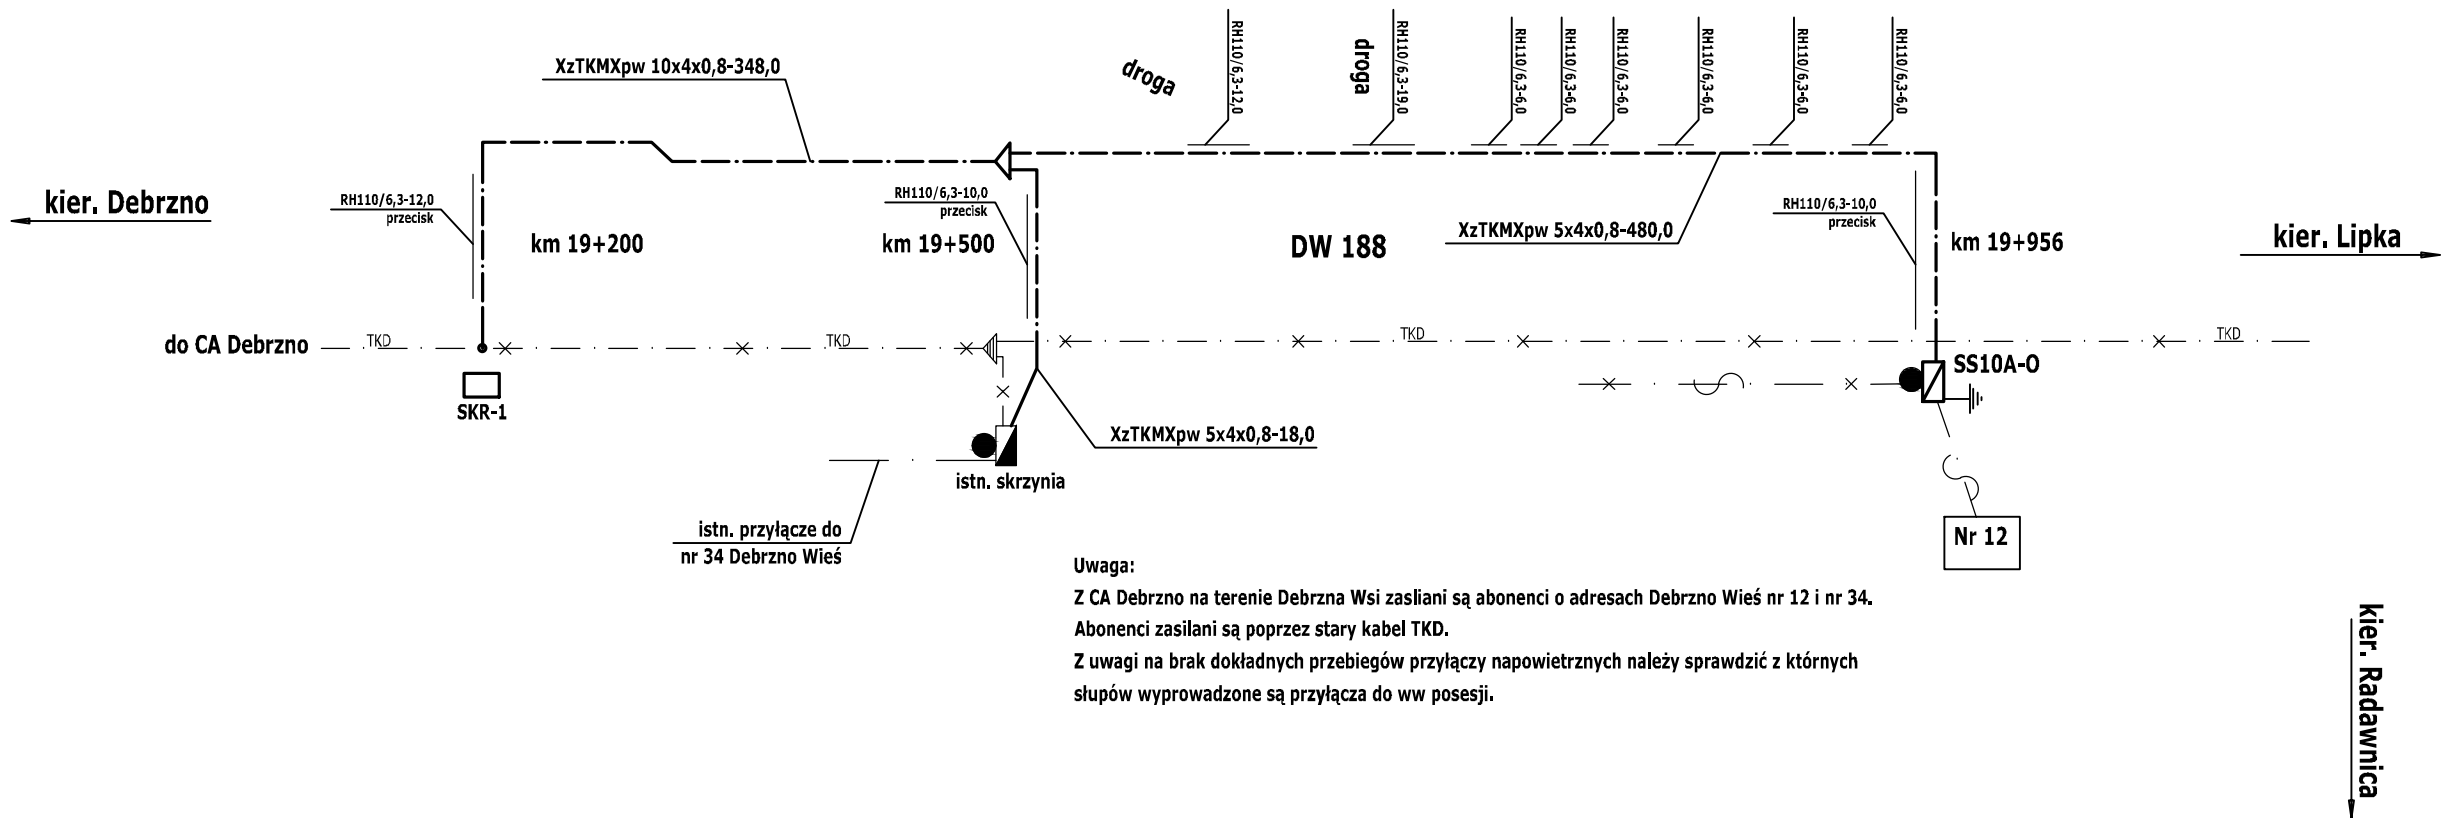 RH110/6,3-12,0
RH110/6,3-19,0
RH110/6,3-6,0
RH110/6,3-6,0
RH110/6,3-6,0
RH110/6,3-6,0
RH110/6,3-6,0
RH110/6,3-6,0
droga
droga
XzTKMXpw 10x4x0,8-348,0
kier. Debrzno
RH110/6,3-12,0
przecisk
km 19+200
RH110/6,3-10,0
przecisk
km 19+500
DW 188
XzTKMXpw 5x4x0,8-480,0
RH110/6,3-10,0
przecisk
km 19+956
kier. Lipka
do CA Debrzno
TKD
TKD
TKD
TKD
SKR-1
SS10A-O
XzTKMXpw 5x4x0,8-18,0
istn. skrzynia
istn. przyłącze do
nr 34 Debrzno Wieś
Nr 12
Uwaga:
Z CA Debrzno na terenie Debrzna Wsi zasliani są abonenci o adresach Debrzno Wieś nr 12 i nr 34.
Abonenci zasilani są poprzez stary kabel TKD.
Z uwagi na brak dokładnych przebiegów przyłączy napowietrznych należy sprawdzić z którnych
słupów wyprowadzone są przyłącza do ww posesji.
kier. Radawnica